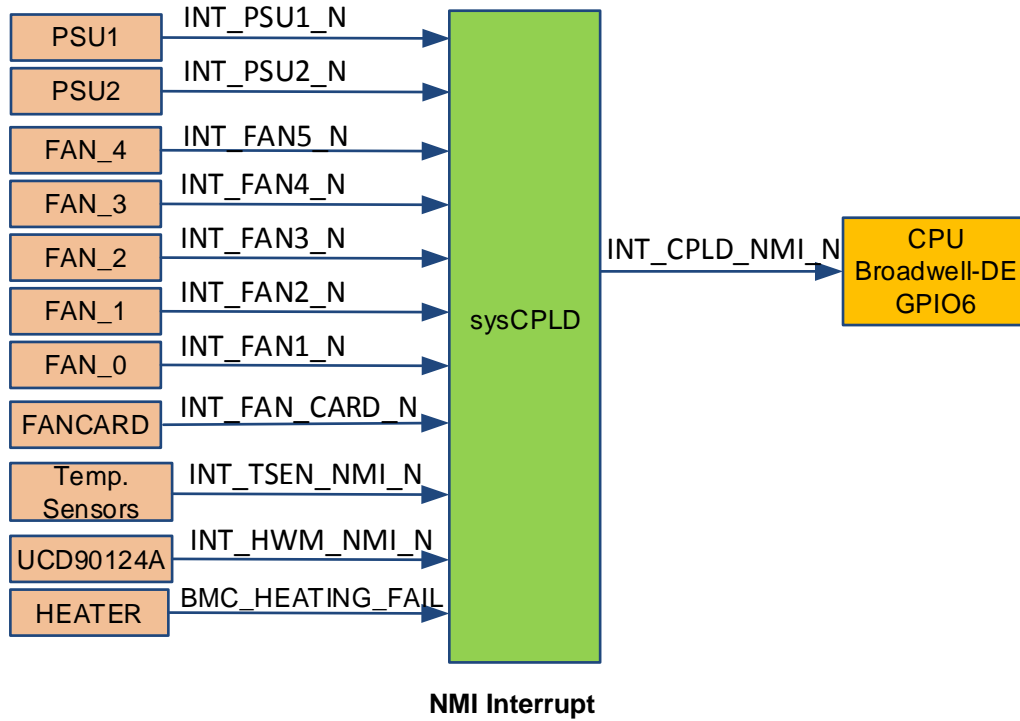 PSU1
INT_PSU1_N
PSU2
INT_PSU2_N
FAN_4
INT_FAN5_N
FAN_3
INT_FAN4_N
FAN_2
INT_FAN3_N
FAN_1
INT_FAN2_N
FAN_0
INT_FAN1_N
FANCARD
INT_FAN_CARD_N
Temp.
Sensors
INT_TSEN_NMI_N
UCD90124A
INT_HWM_NMI_N
HEATER
BMC_HEATING_FAIL
sysCPLD
INT_CPLD_NMI_N
CPU
Broadwell-DE
GPIO6
NMI Interrupt